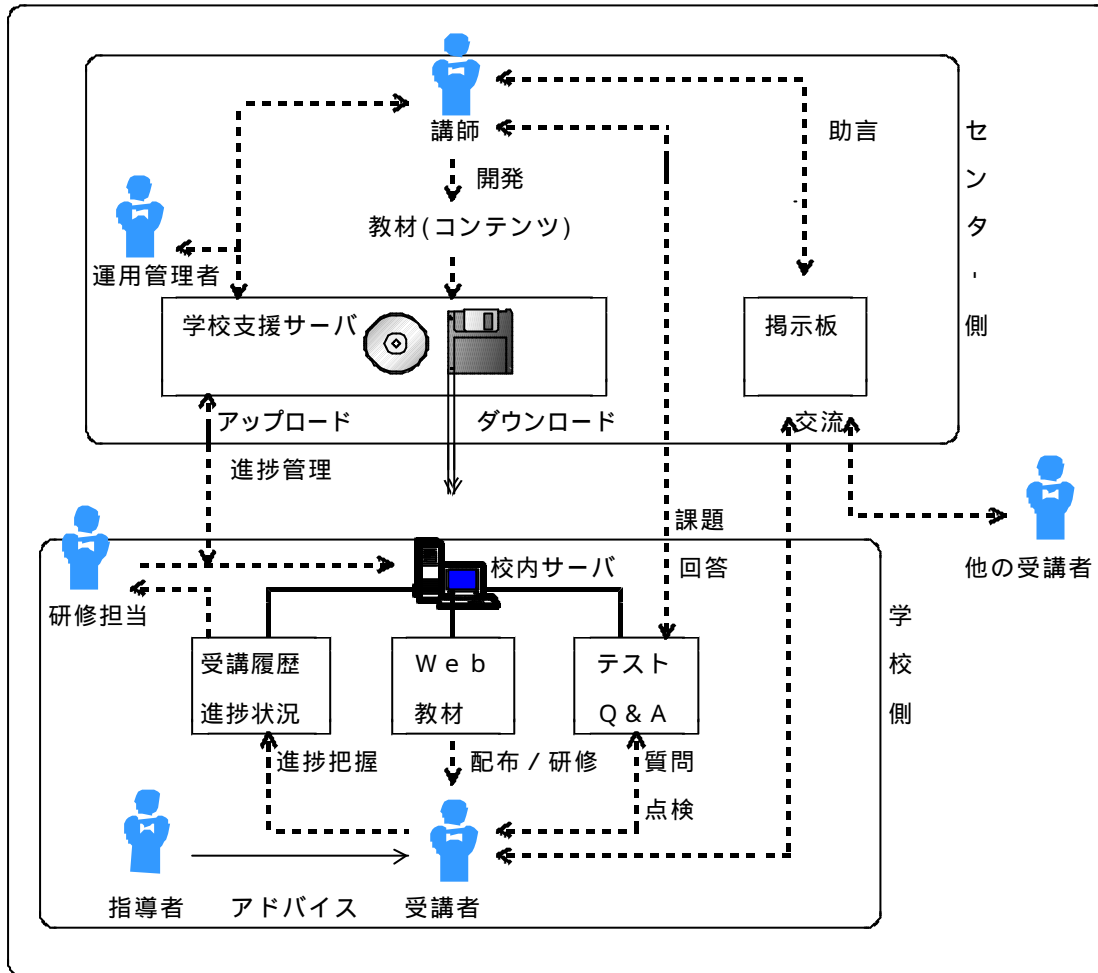 講師
助言
開発
教材(コンテンツ)
運用管理者
センタ-側
学校支援サーバ
掲示板
アップロード
ダウンロード
交流
進捗管理
課題
回答
校内サーバ
他の受講者
研修担当
学校側
受講履歴
進捗状況
Ｗｅｂ
教材
テスト
Ｑ＆Ａ
進捗把握
配布／研修
質問
点検
指導者
アドバイス
受講者